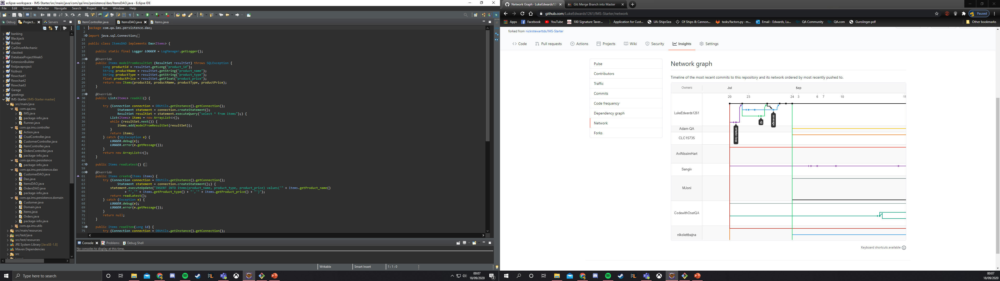 eclipse-workspace - IMS-Starter/src/main/java/com/qa/ims/persistence/dao/ItemsDAO.java - Eclipse IDE
File Edit Source Refactor Navigate Search Project Run Window Help
Debug Project... Servers
banking
Blackjack
Builder
CarDriverMechanic
classtest
DatabaseProjectWeek5
ExtensionBuilder
firstjavaproject
fizzbuzz
flowchart1
flowchart2
flowchart3
Garage
greetings
IMS-Starter [IMS-Starter master]
src/main/java
com.qa.ims
IMS.java
package-info.java
Runner.java
com.qa.ims.controller
Action.java
CrudController.java
CustomerController.java
ItemController.java
OrdersController.java
package-info.java
com.qa.ims.persistence
package-info.java
com.qa.ims.persistence.dao
CustomerDAO.java
Dao.java
ItemsDAO.java
OrdersDAO.java
package-info.java
com.qa.ims.persistence.domain
Customer.java
Domain.java
Items.java
Orders.java
package-info.java
com.qa.ims.utils
src/main/resources
src/test/java
src/test/resources
JRE System Library [JavaSE-1.8]
Maven Dependencies
src
ItemController.java ItemsDAO.java Items.java
1 package com.qa.ims.persistence.dao;
2
3 import java.sql.Connection;
15
16 public class ItemsDAO implements Dao<Items> {
17
18 public static final Logger LOGGER = LogManager.getLogger();
19
20 @Override
21 public Items modelFromResultSet (ResultSet resultSet) throws SQLException {
22 Long productId = resultSet.getLong("product_id");
23 String productName = resultSet.getString("product_name");
24 String productType = resultSet.getString("product_type");
25 float productPrice = resultSet.getFloat("product_price");
26 return new Items(productId, productName, productType, productPrice);
27 }
28
29 @Override
30 public List<Items> readAll() {
31
32 try (Connection connection = DBUtils.getInstance().getConnection();
33 Statement statement = connection.createStatement();
34 ResultSet resultSet = statement.executeQuery("select * from items");) {
35 List<Items> items = new ArrayList<>();
36 while (resultSet.next()) {
37 items.add(modelFromResultSet(resultSet));
38 }
39 return items;
40 } catch (SQLException e) {
41 LOGGER.debug(e);
42 LOGGER.error(e.getMessage());
43 }
44 return new ArrayList<>();
45 }
46
47 public Items readLatest() {
59
60 @Override
61 public Items create(Items items) {
62 try (Connection connection = DBUtils.getInstance().getConnection();
63 Statement statement = connection.createStatement();) {
64 statement.executeUpdate("INSERT INTO items(product_name, product_type, product_price) values('" + items.getProduct_name()
65 + "','" + items.getProduct_type() + "','" + items.getProduct_price() + "')");
66 return readLatest();
67 } catch (Exception e) {
68 LOGGER.debug(e);
69 LOGGER.error(e.getMessage());
70 }
71 return null;
72 }
73
74 public Items readItem(Long id) {
75 try (Connection connection = DBUtils.getInstance().getConnection();
Console Problems Debug Shell
No consoles to display at this time.
Writable Smart Insert 1 : 1 : 0
Type here to search
00:07
18/09/2020
2
Network Graph · LukeEdwards12 Git: Merge Branch into Master
github.com/LukeEdwards1261/IMS-Starter/network
Paused
Apps Facebook YouTube 100 Signature Taver... Application for Cust... UA-ShipsSea Of Ships & Cannon... tasks/factors.py · m... Email - Edwards, Lu... QA Community QA.com Gunslinger.pdf Other bookmarks
forked from nickrstewarttds/IMS-Starter
Code Pull requests Actions Projects Wiki Security Insights Settings
Pulse
Contributors
Traffic
Commits
Code frequency
Dependency graph
Network
Forks
Network graph
Timeline of the most recent commits to this repository and its network ordered by most recently pushed to.
Owners Jul Sep
20 23 24 3 6 7 10 11
LukeEdwards1261
refactor-loop
coverage
Adam-QA
CLC15735
AviNissimHart
Sangiv
MJoni
CodewithOsatQA
nikolettbajna
Keyboard shortcuts available
00:07
18/09/2020